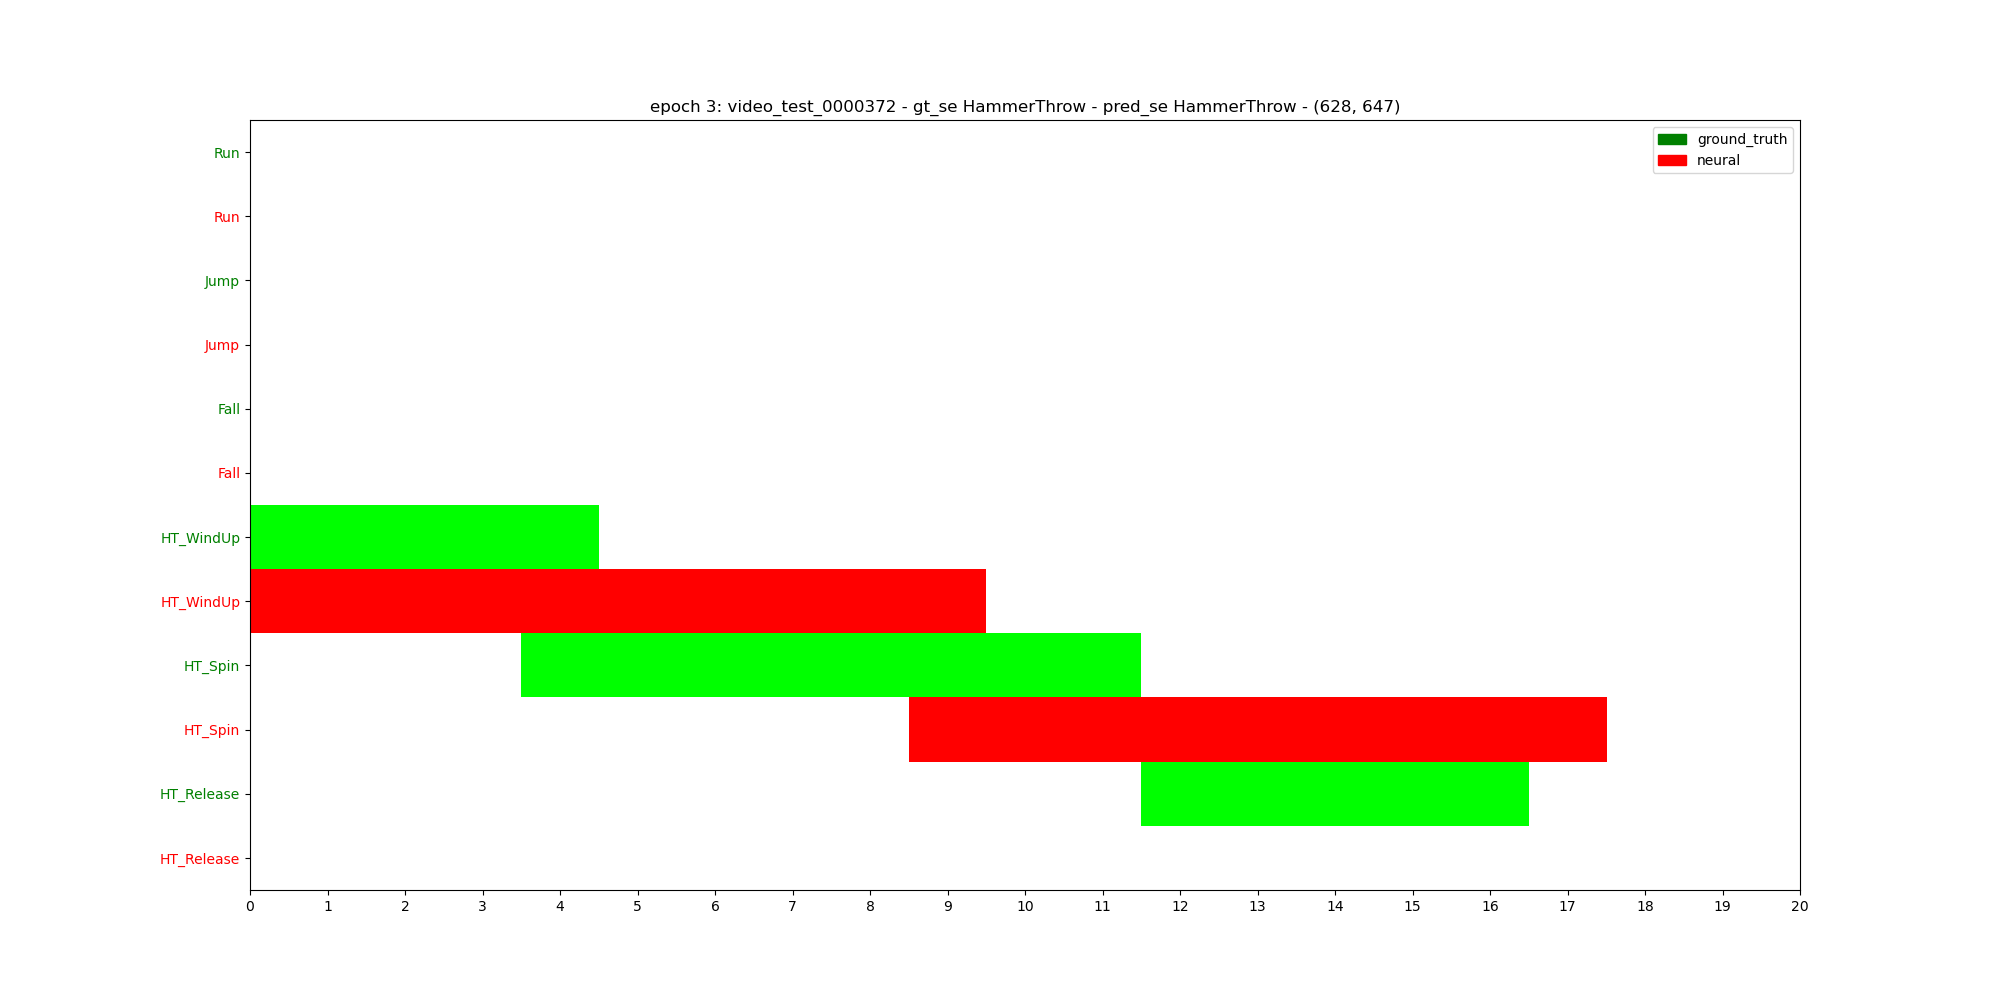 epoch 3: video_test_0000372 - gt_se HammerThrow - pred_se HammerThrow - (628, 647)
ground_truth
neural
Run
Run
Jump
Jump
Fall
Fall
HT_WindUp
HT_WindUp
HT_Spin
HT_Spin
HT_Release
HT_Release
0 1 2 3 4 5 6 7 8 9 10 11 12 13 14 15 16 17 18 19 20